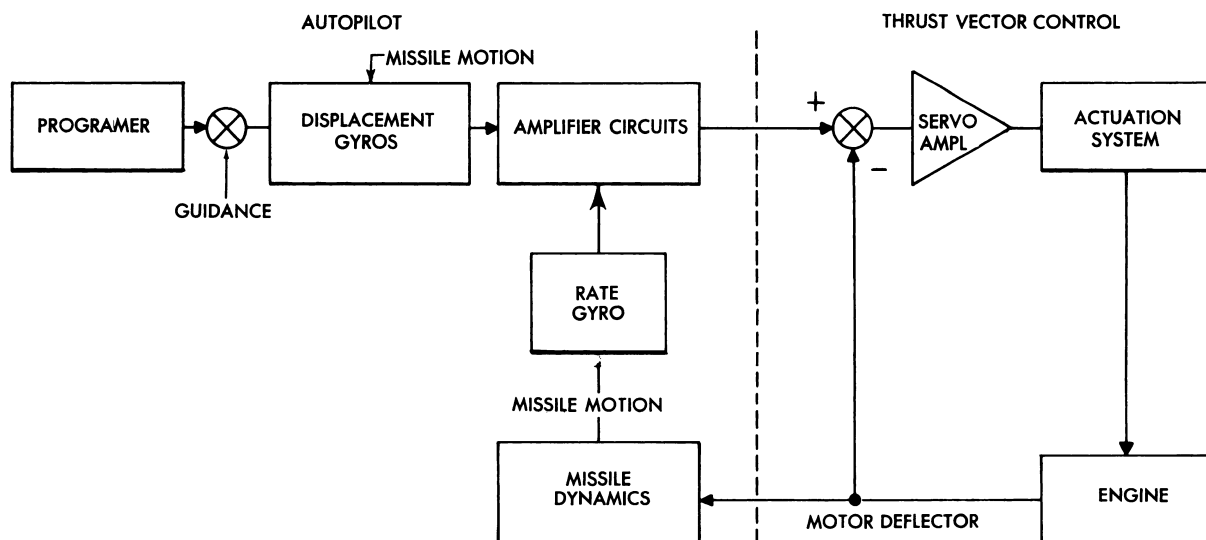 AUTOPILOT
THRUST VECTOR CONTROL
MISSILE MOTION
PROGRAMER
DISPLACEMENT
GYROS
AMPLIFIER CIRCUITS
+
-
SERVO
AMPL
ACTUATION
SYSTEM
GUIDANCE
RATE
GYRO
MISSILE MOTION
MISSILE
DYNAMICS
MOTOR DEFLECTOR
ENGINE